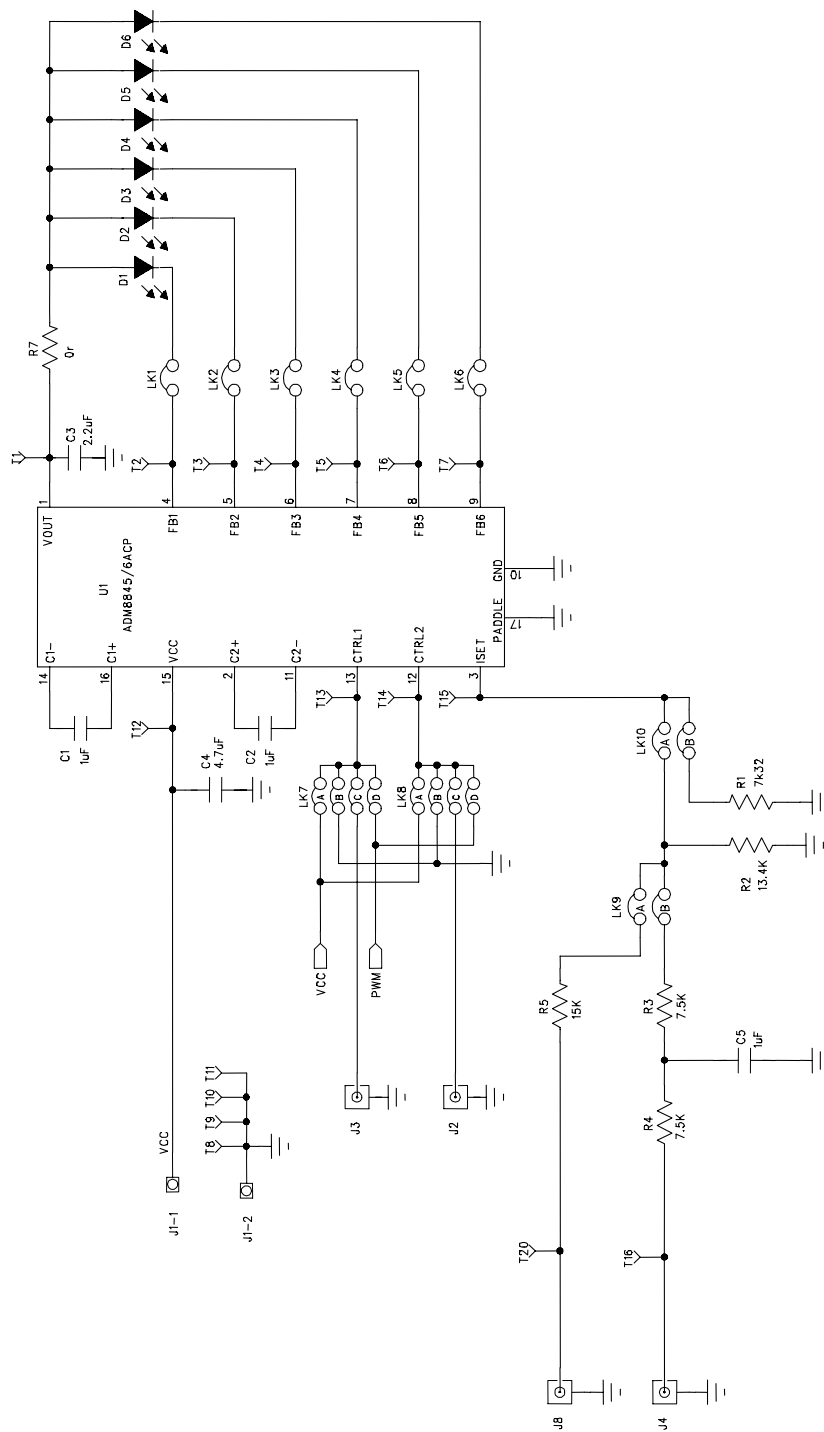 D6
D5
D4
D3
D2
D1
R7
0r
T1
C3
2.2uF
LK1
LK2
LK3
LK4
LK5
LK6
T2
T3
T4
T5
T6
T7
1
4
5
6
7
8
9
VOUT
FB1
FB2
FB3
FB4
FB5
FB6
U1
ADM8845/6ACP
GND
10
PADDLE
17
C1-
C1+
VCC
C2+
C2-
CTRL1
CTRL2
ISET
14
16
15
2
11
13
12
3
C1
1uF
T12
C4
4.7uF
C2
1uF
T13
T14
T15
LK7
A
B
C
D
LK8
A
B
C
D
LK10
A
B
R1
7k32
R2
13.4K
LK9
A
B
VCC
PWM
R5
15K
R3
7.5K
C5
1uF
R4
7.5K
J3
J2
T11
T10
T9
T8
VCC
J1-1
J1-2
T20
T16
J8
J4